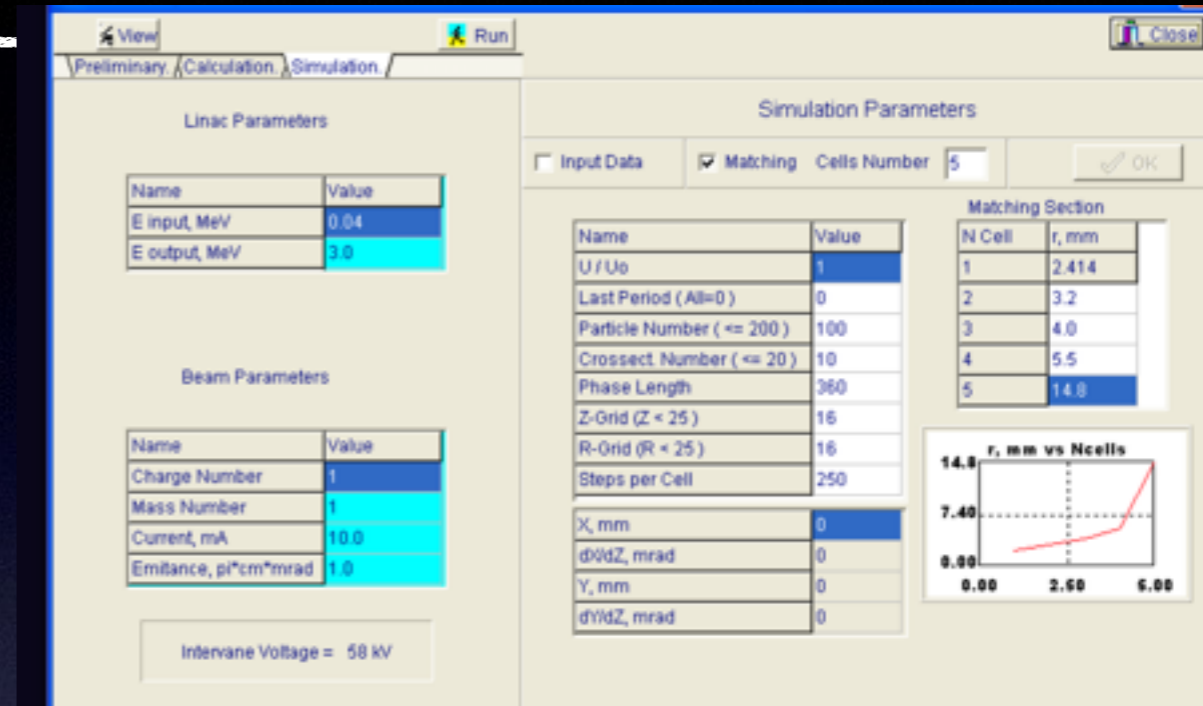 View Run Close
Preliminary. Calculation. Simulation.
Linac Parameters
Name Value
E input, MeV 0.04
E output, MeV 3.0
Beam Parameters
Name Value
Charge Number 1
Mass Number 1
Current, mA 10.0
Emitance, pi*cm*mrad 1.0
Intervane Voltage = 58 kV
Simulation Parameters
Input Data Matching Cells Number 5 OK
Name Value
U / Uo 1
Last Period ( All=0 ) 0
Particle Number ( <= 200 ) 100
Crossect. Number ( <= 20 ) 10
Phase Length 360
Z-Grid (Z < 25 ) 16
R-Grid (R < 25 ) 16
Steps per Cell 250
X, mm 0
dX/dZ, mrad 0
Y, mm 0
dY/dZ, mrad 0
Matching Section
N Cell r, mm
1 2.414
2 3.2
3 4.0
4 5.5
5 14.8
r, mm vs Ncells
14.8
7.40
0.00
0.00 2.50 5.00